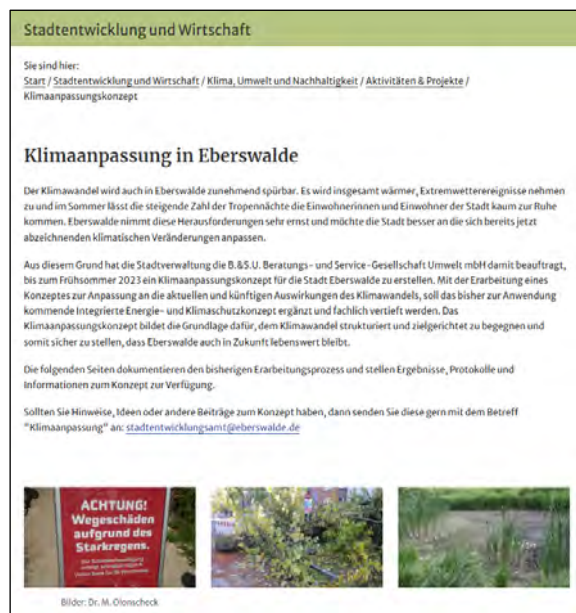 Stadtentwicklung und Wirtschaft
Sie sind hier:
Start / Stadtentwicklung und Wirtschaft / Klima, Umwelt und Nachhaltigkeit / Aktivitäten & Projekte /
Klimaanpassungskonzept
Klimaanpassung in Eberswalde
Der Klimawandel wird auch in Eberswalde zunehmend spürbar. Es wird insgesamt wärmer, Extremwetterereignisse nehmen
zu und im Sommer lässt die steigende Zahl der Tropennächte die Einwohnerinnen und Einwohner der Stadt kaum zur Ruhe
kommen. Eberswalde nimmt diese Herausforderungen sehr ernst und möchte die Stadt besser an die sich bereits jetzt
abzeichnenden klimatischen Veränderungen anpassen.
Aus diesem Grund hat die Stadtverwaltung die B.&S.U. Beratungs- und Service-Gesellschaft Umwelt mbH damit beauftragt,
bis zum Frühsommer 2023 ein Klimaanpassungskonzept für die Stadt Eberswalde zu erstellen. Mit der Erarbeitung eines
Konzeptes zur Anpassung an die aktuellen und künftigen Auswirkungen des Klimawandels, soll das bisher zur Anwendung
kommende Integrierte Energie- und Klimaschutzkonzept ergänzt und fachlich vertieft werden. Das
Klimaanpassungskonzept bildet die Grundlage dafür, dem Klimawandel strukturiert und zielgerichtet zu begegnen und
somit sicher zu stellen, dass Eberswalde auch in Zukunft lebenswert bleibt.
Die folgenden Seiten dokumentieren den bisherigen Erarbeitungsprozess und stellen Ergebnisse, Protokolle und
Informationen zum Konzept zur Verfügung.
Sollten Sie Hinweise, Ideen oder andere Beiträge zum Konzept haben, dann senden Sie diese gern mit dem Betreff
"Klimaanpassung" an: stadtentwicklungsamt@eberswalde.de
ACHTUNG!
Wegeschäden
aufgrund des
Starkregens.
Bilder: Dr. M. Olonscheck